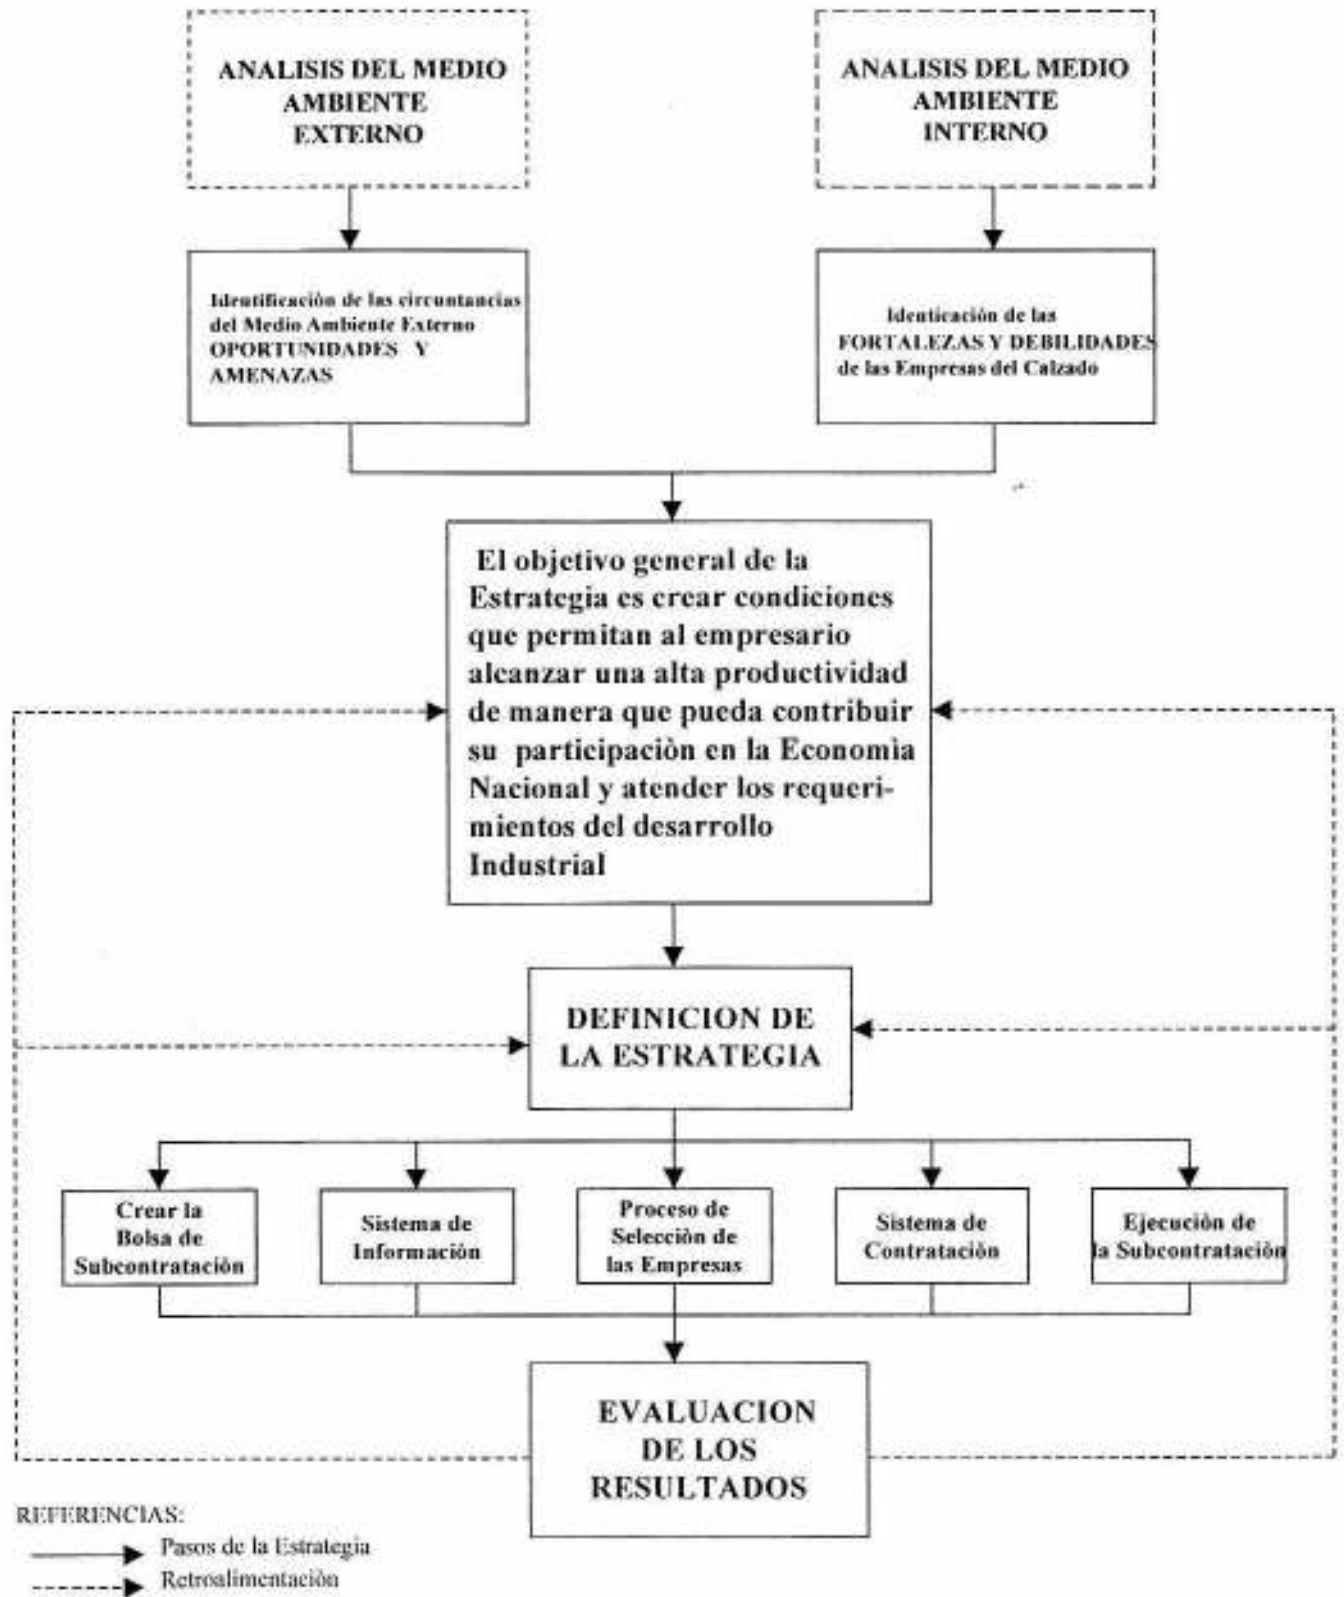 ANALISIS DEL MEDIO
AMBIENTE
EXTERNO
ANALISIS DEL MEDIO
AMBIENTE
INTERNO
Identificaciòn de las circuntancias
del Medio Ambiente Externo
OPORTUNIDADES Y
AMENAZAS
Identicación de las
FORTALEZAS Y DEBILIDADES
de las Empresas del Calzado
El objetivo general de la
Estrategia es crear condiciones
que permitan al empresario
alcanzar una alta productividad
de manera que pueda contribuir
su participaciòn en la Economìa
Nacional y atender los requeri-
mientos del desarrollo
Industrial
DEFINICION DE
LA ESTRATEGIA
Crear la
Bolsa de
Subcontratación
Sistema de
Información
Proceso de
Selecciòn de
las Empresas
Sistema de
Contratación
Ejecuciòn de
la Subcontrataciòn
EVALUACION
DE LOS
RESULTADOS
REFERENCIAS:
Pasos de la Estrategia
Retroalimentaciòn